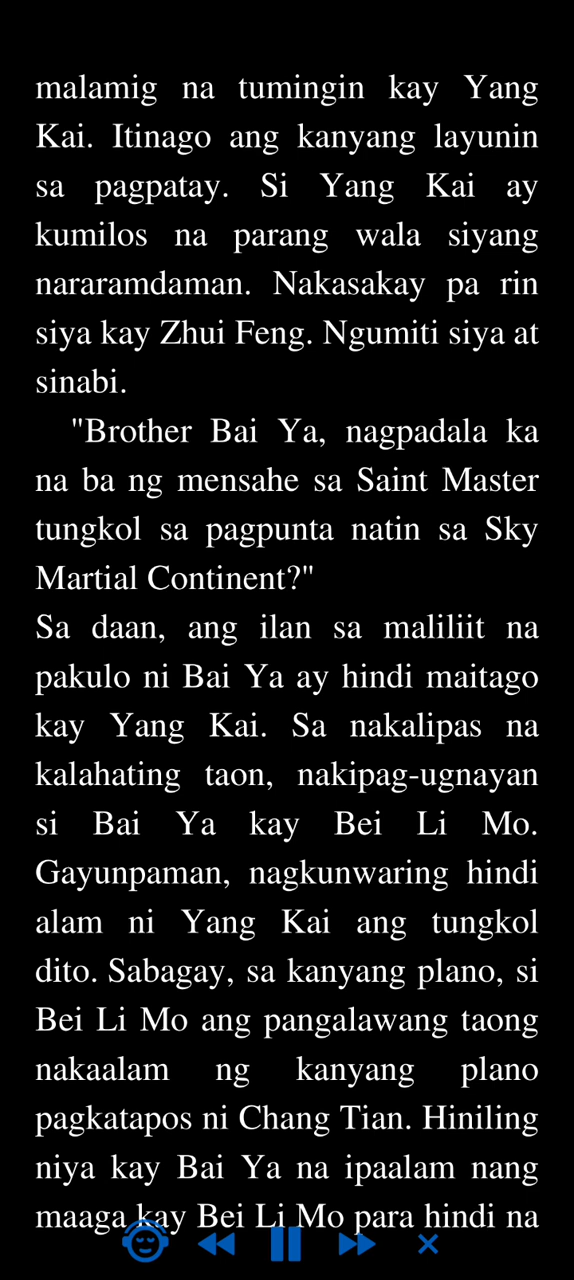 malamig na tumingin kay Yang
Kai. Itinago ang kanyang layunin
sa pagpatay. Si Yang Kai ay
kumilos na parang wala siyang
nararamdaman. Nakasakay pa rin
siya kay Zhui Feng. Ngumiti siya at
sinabi.
"Brother Bai Ya, nagpadala ka
na ba ng mensahe sa Saint Master
tungkol sa pagpunta natin sa Sky
Martial Continent?"
Sa daan, ang ilan sa maliliit na
pakulo ni Bai Ya ay hindi maitago
kay Yang Kai. Sa nakalipas na
kalahating taon, nakipag-ugnayan
si Bai Ya kay Bei Li Mo.
Gayunpaman, nagkunwaring hindi
alam ni Yang Kai ang tungkol
dito. Sabagay, sa kanyang plano, si
Bei Li Mo ang pangalawang taong
nakaalam ng kanyang plano
pagkatapos ni Chang Tian. Hiniling
niya kay Bai Ya na ipaalam nang
maaga kay Bei Li Mo para hindi na